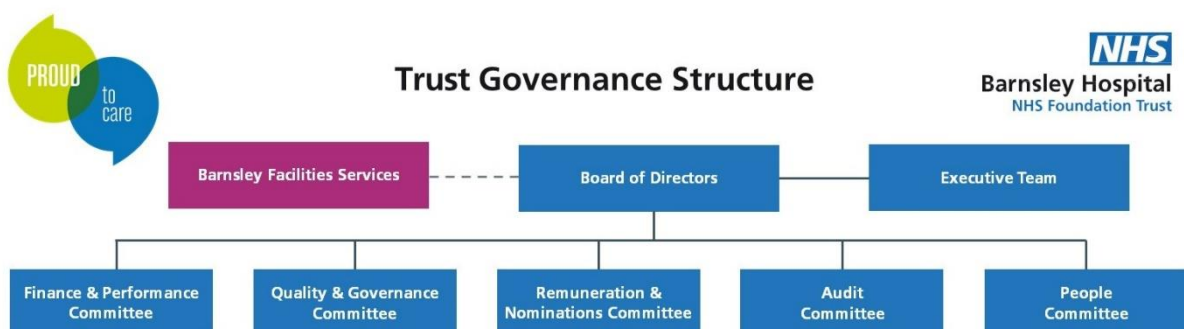 PROUD
to
care
Trust Governance Structure
NHS
Barnsley Hospital
NHS Foundation Trust
Barnsley Facilities Services
Board of Directors
Executive Team
Finance & Performance
Committee
Quality & Governance
Committee
Remuneration &
Nominations Committee
Audit
Committee
People
Committee